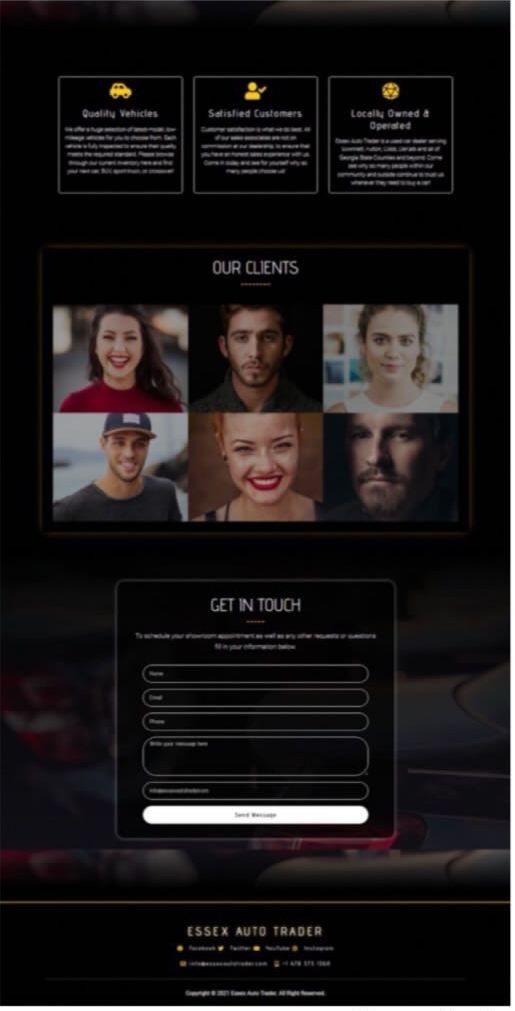 Quality Vehicles
We offer a huge selection of latest-model, low-
mileage vehicles for you to choose from. Each
vehicle is fully inspected to ensure their quality
meets the required standard. Please browse
through our current inventory here and find
your next car, SUV, sport truck, or crossover!
Satisfied Customers
Customer satisfaction is what we do best. All
of our sales associates are not on
commission at our dealership, to ensure that
you have an honest sales experience with us.
Come in today and see for yourself why so
many people choose us!
Locally Owned &
Operated
Essex Auto Trader is a used car dealer serving
and all of
Georgia State Counties and beyond. Come
see why so many people within our
community and outside continue to trust us
whenever they need to buy a car!
OUR CLIENTS
GET IN TOUCH
To schedule your showroom appointment as well as any other requests or questions
fill in your information below.
Name
Email
Phone
Write your message here
info@essexautotrader.com
Send Message
ESSEX AUTO TRADER
Facebook Twitter YouTube Instagram
info@essexautotrader.com
Copyright © 2021 Essex Auto Trader. All Right Reserved.